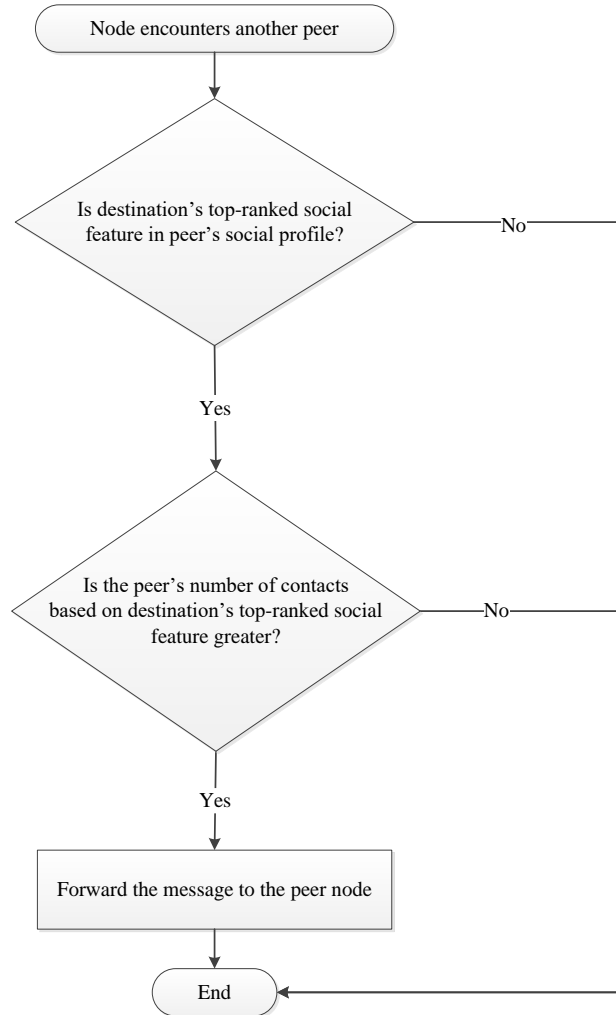 Node encounters another peer
Is destination’s top-ranked social
feature in peer’s social profile?
No
Yes
Is the peer’s number of contacts
based on destination’s top-ranked social
feature greater?
No
Yes
Forward the message to the peer node
End